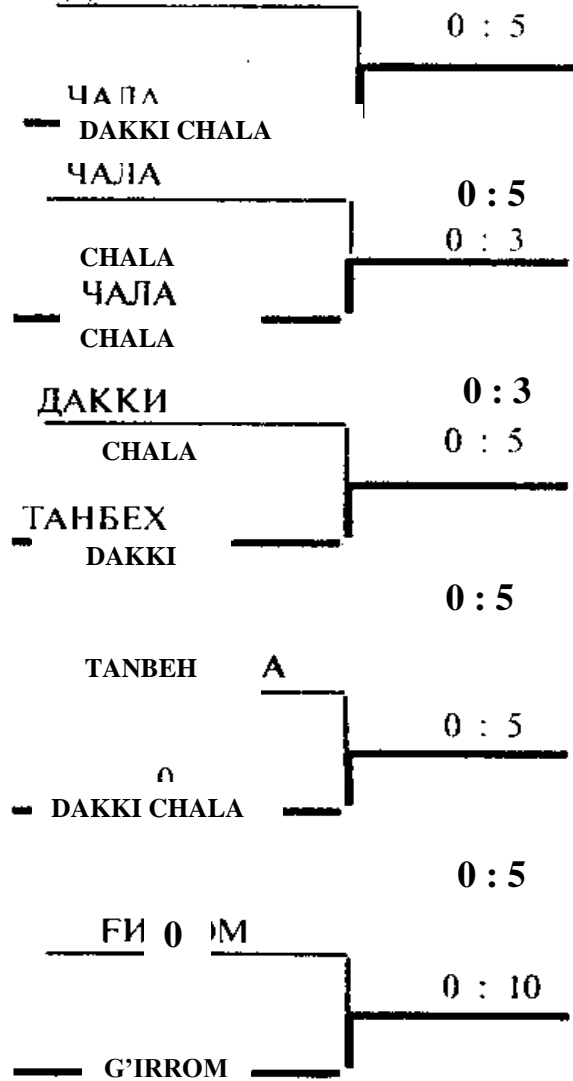 0 : 5
ЧАЛА
DAKKI CHALA
ЧАЛА
0 : 5
0 : 3
CHALA
ЧАЛА
CHALA
0 : 3
ДАККИ
0 : 5
CHALA
ТАНБЕХ
DAKKI
0 : 5
TANBEH А
0 : 5
0
DAKKI CHALA
0 : 5
0
0 : 10
G'IRROM